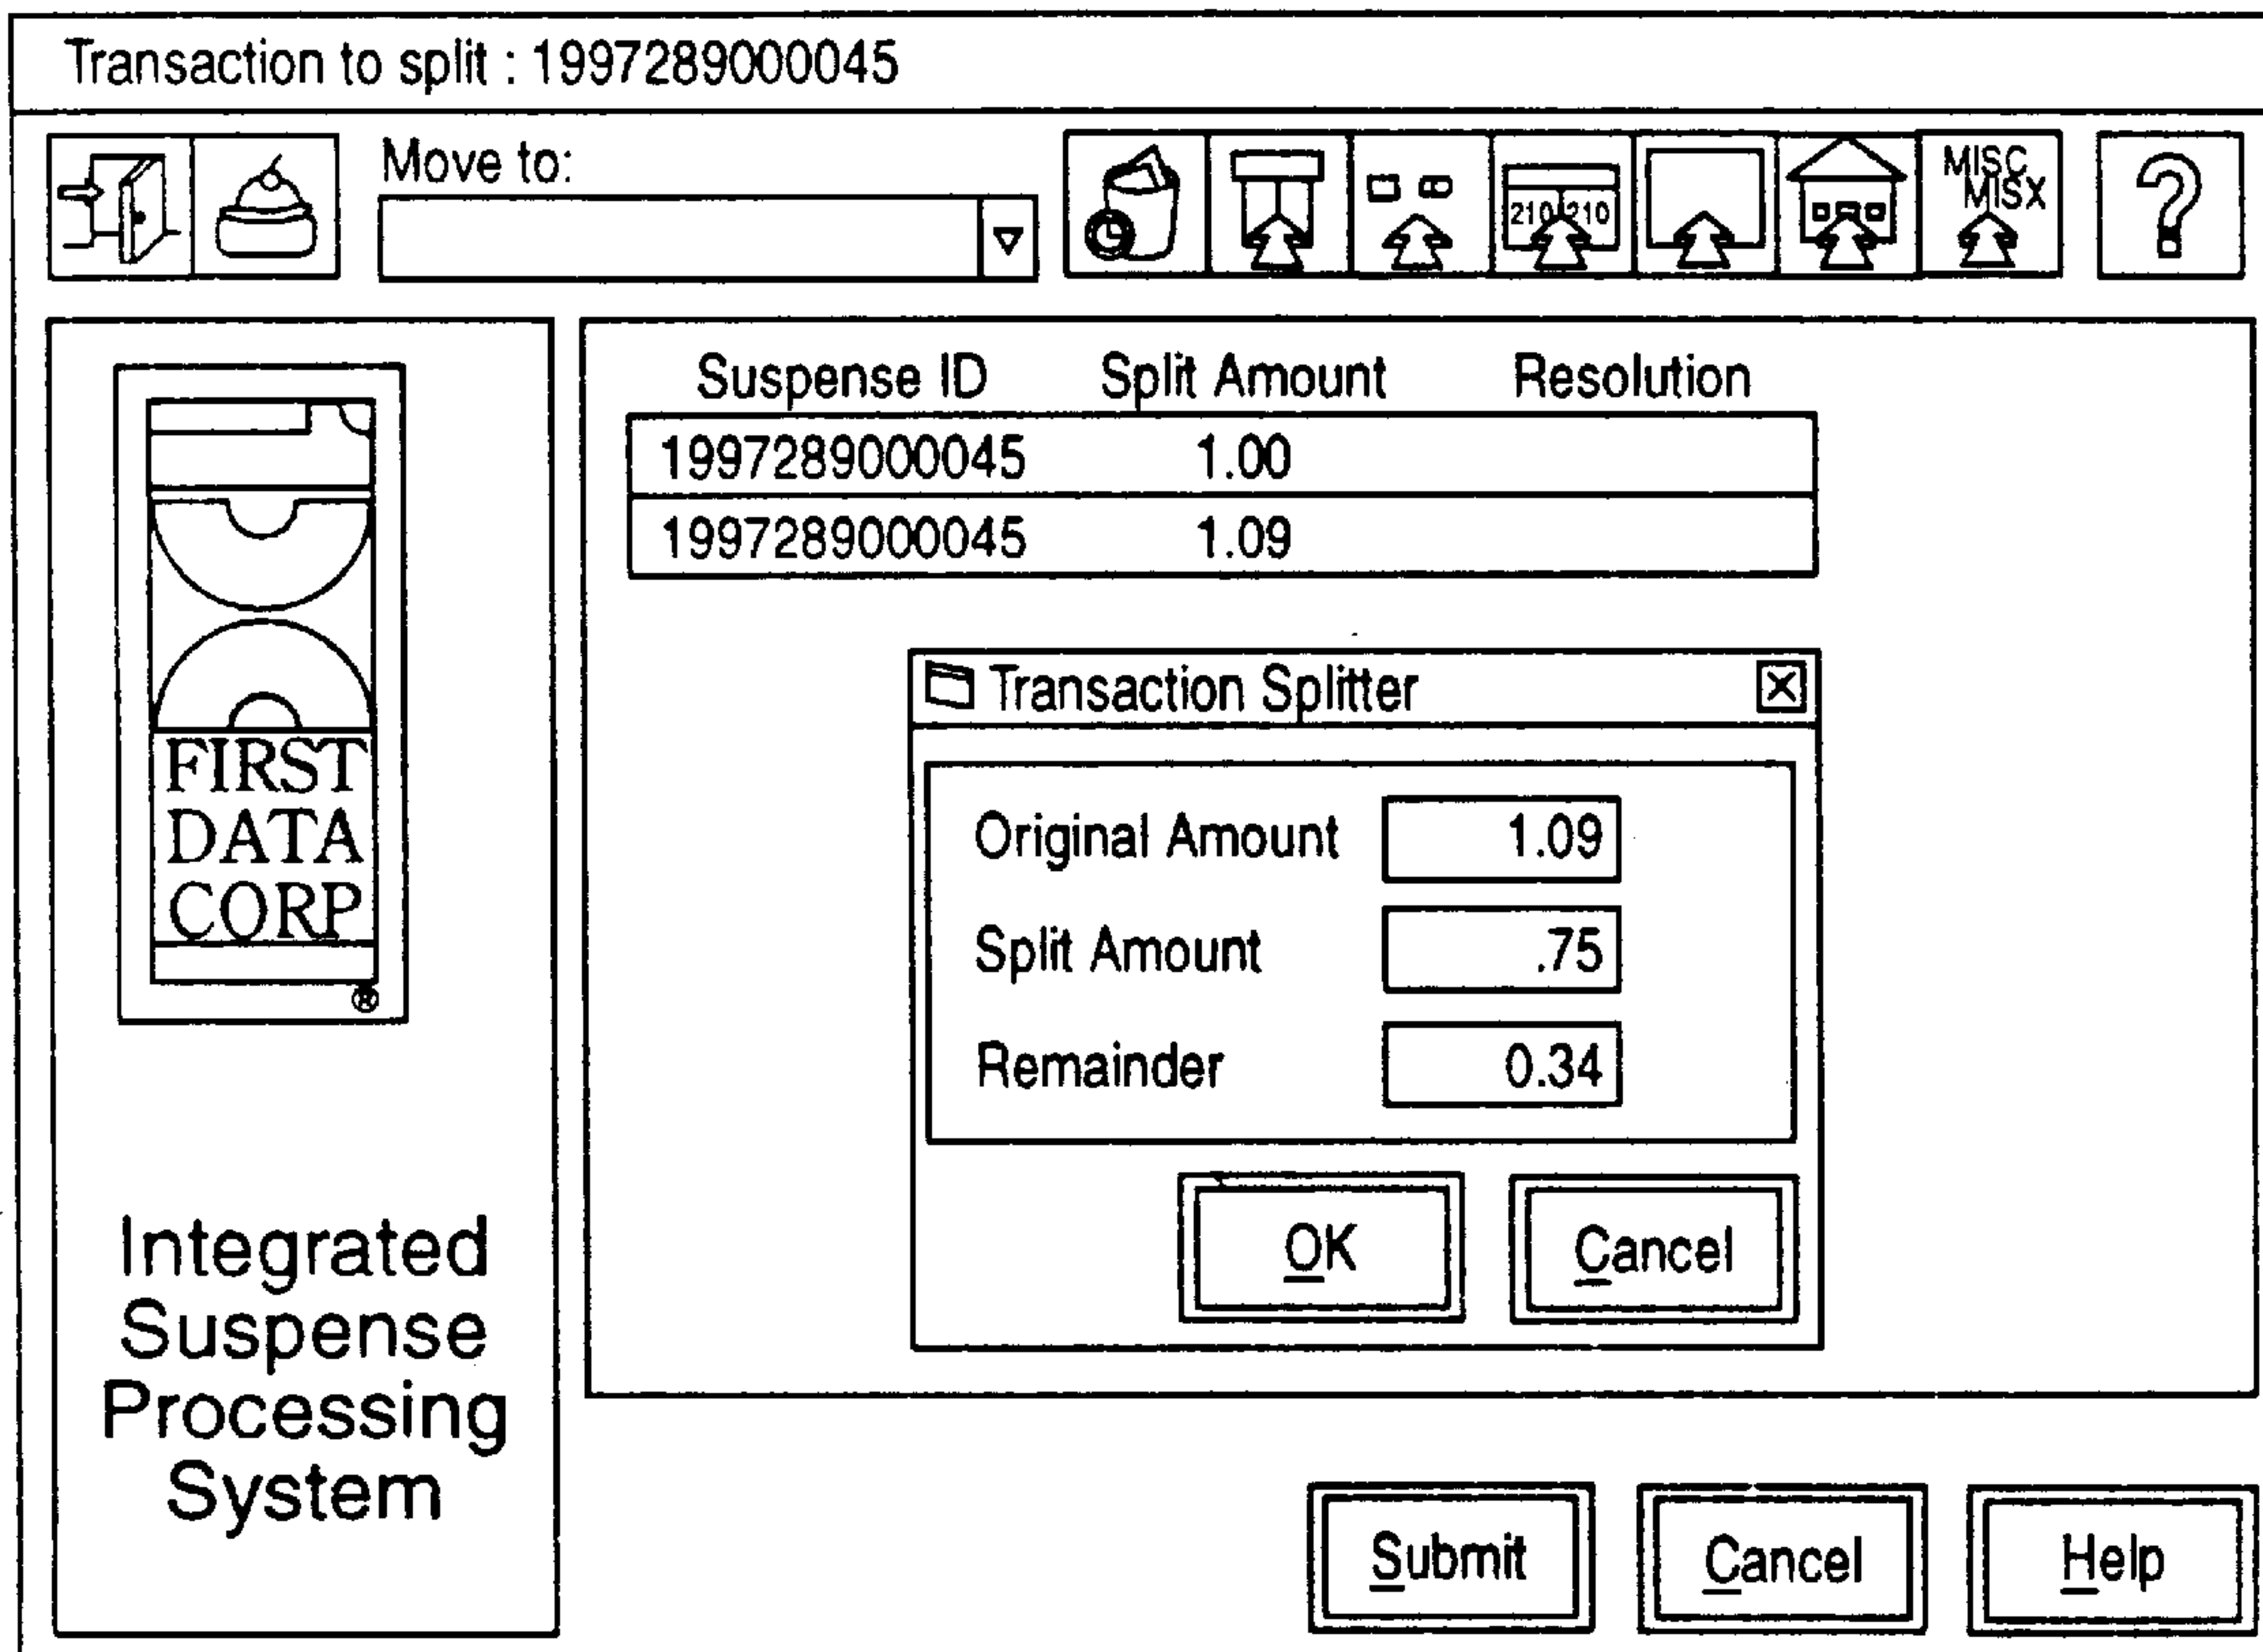 Transaction to split : 1997289000045
Move to:
210 210
MISC
MISX
?
Suspense ID Split Amount Resolution
1997289000045 1.00
1997289000045 1.09
FIRST
DATA
CORP
®
Transaction Splitter
Original Amount 1.09
Split Amount .75
Remainder 0.34
OK Cancel
Integrated
Suspense
Processing
System
Submit Cancel Help